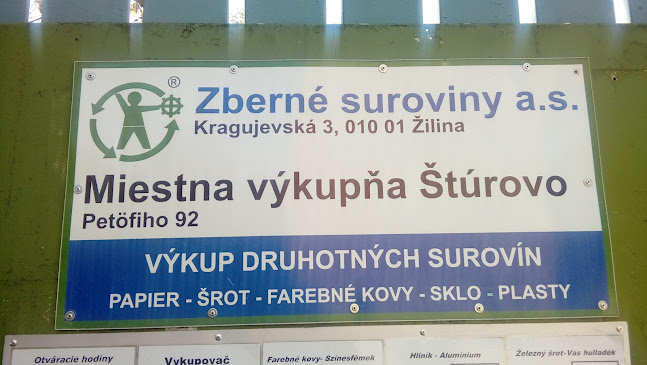 ®
Zberné suroviny a.s.
Kragujevská 3, 010 01 Žilina
Miestna výkupňa Štúrovo
Petöfiho 92
VÝKUP DRUHOTNÝCH SUROVÍN
PAPIER - ŠROT - FAREBNÉ KOVY - SKLO - PLASTY
Otváracie hodiny
Vykupovač
Farebné kovy- Színesfémek
Hliník - Alumínium
Železný šrot-Vas hulladék